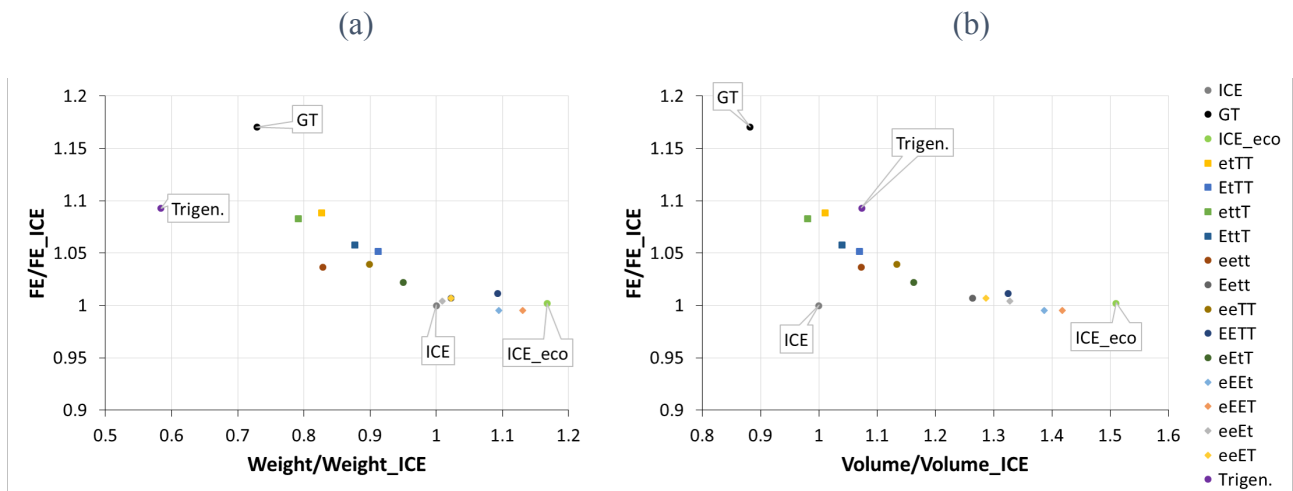 (a)
(b)
1.2
1.15
1.1
1.05
1
0.95
0.9
FE/FE_ICE
GT
Trigen.
ICE
ICE_eco
0.5 0.6 0.7 0.8 0.9 1 1.1 1.2
Weight/Weight_ICE
1.2
1.15
1.1
1.05
1
0.95
0.9
FE/FE_ICE
GT
Trigen.
ICE
ICE_eco
0.8 0.9 1 1.1 1.2 1.3 1.4 1.5 1.6
Volume/Volume_ICE
ICE
GT
ICE_eco
etTT
EtTT
ettT
EttT
eett
Eett
eeTT
EETT
eEtT
eEEt
eEET
eeEt
eeET
Trigen.